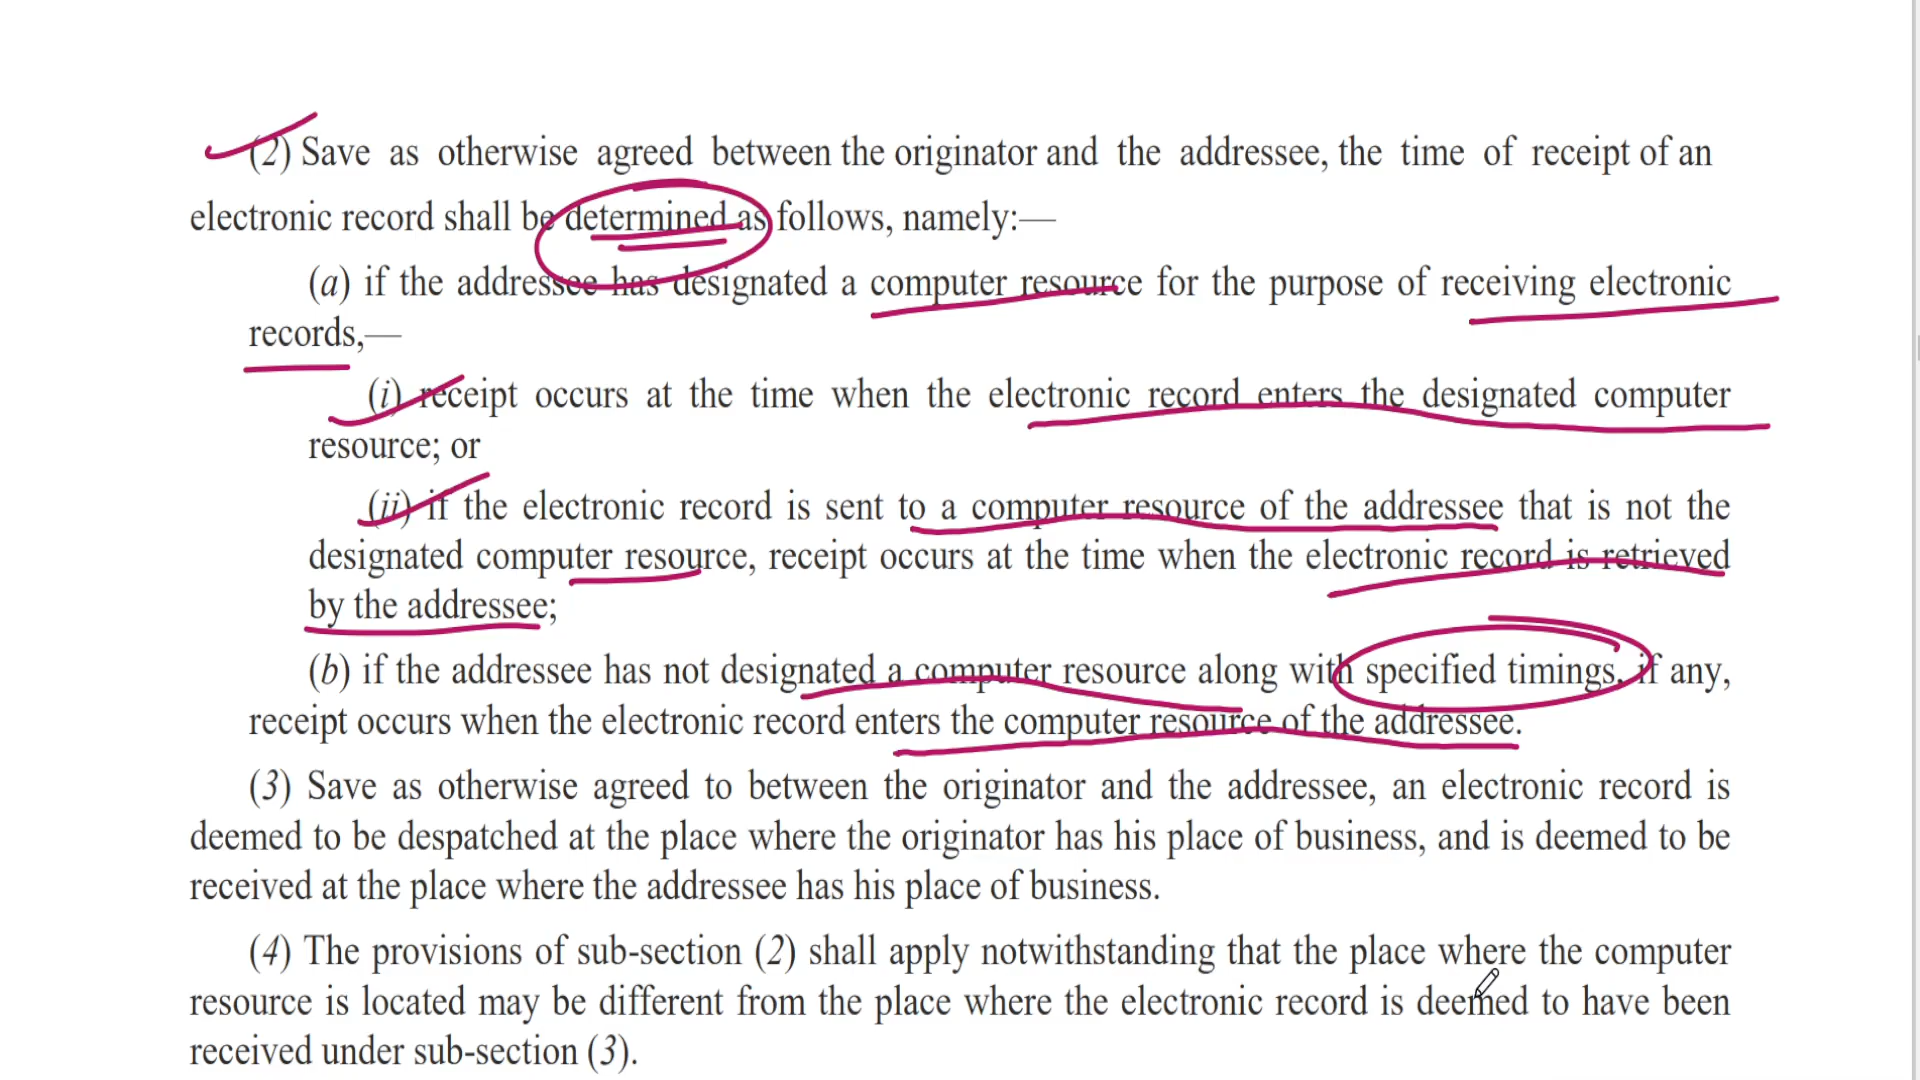 (2) Save as otherwise agreed between the originator and the addressee, the time of receipt of an
electronic record shall be determined as follows, namely:—
(a) if the addressee has designated a computer resource for the purpose of receiving electronic
records,—
(i) receipt occurs at the time when the electronic record enters the designated computer
resource; or
(ii) if the electronic record is sent to a computer resource of the addressee that is not the
designated computer resource, receipt occurs at the time when the electronic record is retrieved
by the addressee;
(b) if the addressee has not designated a computer resource along with specified timings, if any,
receipt occurs when the electronic record enters the computer resource of the addressee.
(3) Save as otherwise agreed to between the originator and the addressee, an electronic record is
deemed to be despatched at the place where the originator has his place of business, and is deemed to be
received at the place where the addressee has his place of business.
(4) The provisions of sub-section (2) shall apply notwithstanding that the place where the computer
resource is located may be different from the place where the electronic record is deemed to have been
received under sub-section (3).